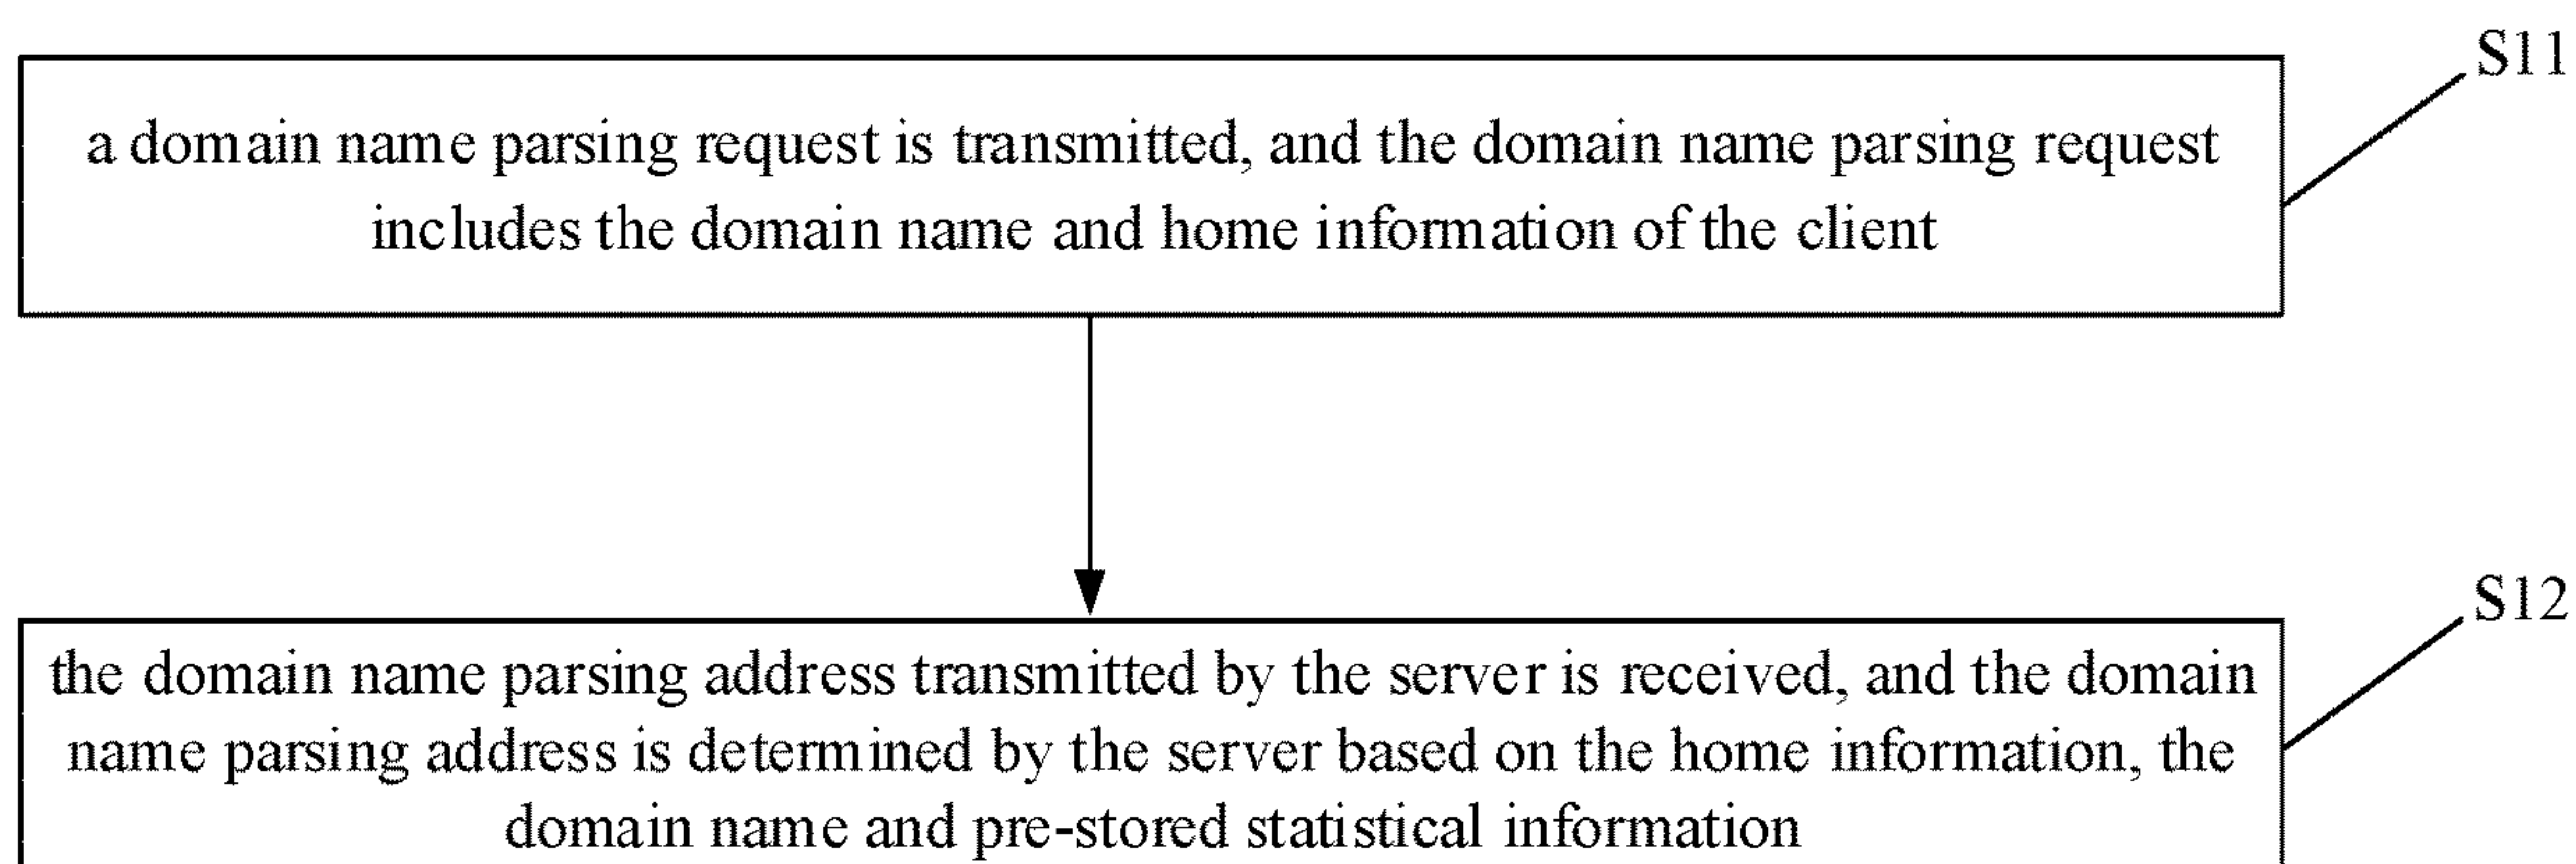 S11
a domain name parsing request is transmitted, and the domain name parsing request
includes the domain name and home information of the client
S12
the domain name parsing address transmitted by the server is received, and the domain
name parsing address is determined by the server based on the home information, the
domain name and pre-stored statistical information